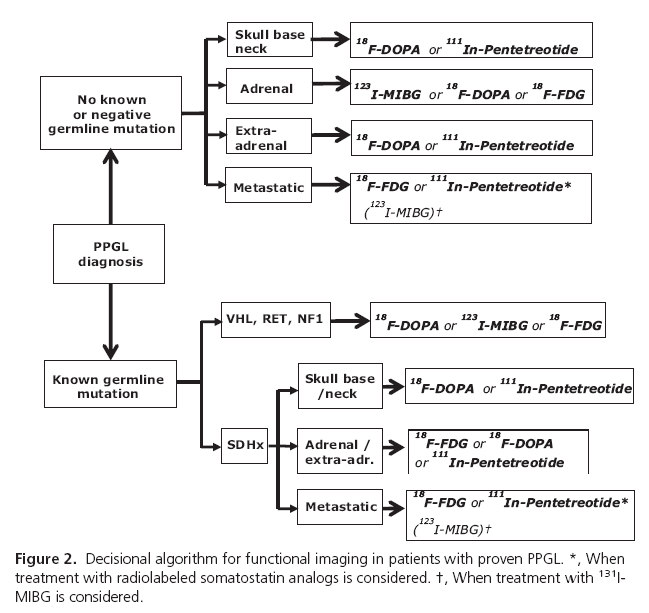 Skull base
neck
¹⁸F-DOPA or ¹¹¹In-Pentetreotide
No known
or negative
germline mutation
Adrenal
¹²³I-MIBG or ¹⁸F-DOPA or ¹⁸F-FDG
Extra-
adrenal
¹⁸F-DOPA or ¹¹¹In-Pentetreotide
Metastatic
¹⁸F-FDG or ¹¹¹In-Pentetreotide*
(¹²³I-MIBG)†
PPGL
diagnosis
VHL, RET, NF1
¹⁸F-DOPA or ¹²³I-MIBG or ¹⁸F-FDG
Known germline
mutation
Skull base
/neck
¹⁸F-DOPA or ¹¹¹In-Pentetreotide
SDHx
Adrenal /
extra-adr.
¹⁸F-FDG or ¹⁸F-DOPA
or ¹¹¹In-Pentetreotide
Metastatic
¹⁸F-FDG or ¹¹¹In-Pentetreotide*
(¹²³I-MIBG)†
Figure 2. Decisional algorithm for functional imaging in patients with proven PPGL. *, When
treatment with radiolabeled somatostatin analogs is considered. †, When treatment with ¹³¹I-
MIBG is considered.